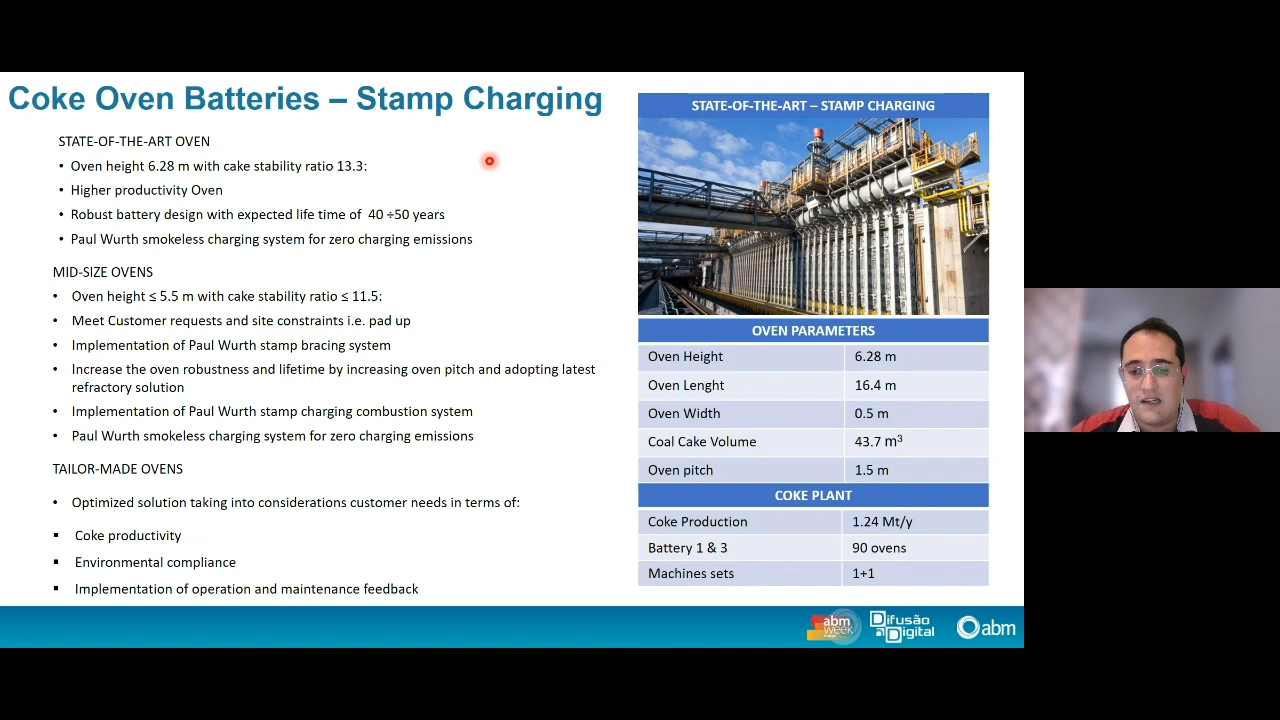 Coke Oven Batteries – Stamp Charging
STATE-OF-THE-ART OVEN
• Oven height 6.28 m with cake stability ratio 13.3:
• Higher productivity Oven
• Robust battery design with expected life time of 40 ÷50 years
• Paul Wurth smokeless charging system for zero charging emissions
MID-SIZE OVENS
• Oven height ≤ 5.5 m with cake stability ratio ≤ 11.5:
• Meet Customer requests and site constraints i.e. pad up
• Implementation of Paul Wurth stamp bracing system
• Increase the oven robustness and lifetime by increasing oven pitch and adopting latest
refractory solution
• Implementation of Paul Wurth stamp charging combustion system
• Paul Wurth smokeless charging system for zero charging emissions
TAILOR-MADE OVENS
• Optimized solution taking into considerations customer needs in terms of:
▪ Coke productivity
▪ Environmental compliance
▪ Implementation of operation and maintenance feedback
STATE-OF-THE-ART – STAMP CHARGING
OVEN PARAMETERS
Oven Height 6.28 m
Oven Lenght 16.4 m
Oven Width 0.5 m
Coal Cake Volume 43.7 m³
Oven pitch 1.5 m
COKE PLANT
Coke Production 1.24 Mt/y
Battery 1 & 3 90 ovens
Machines sets 1+1
abm
week
Difusão
Digital
abm